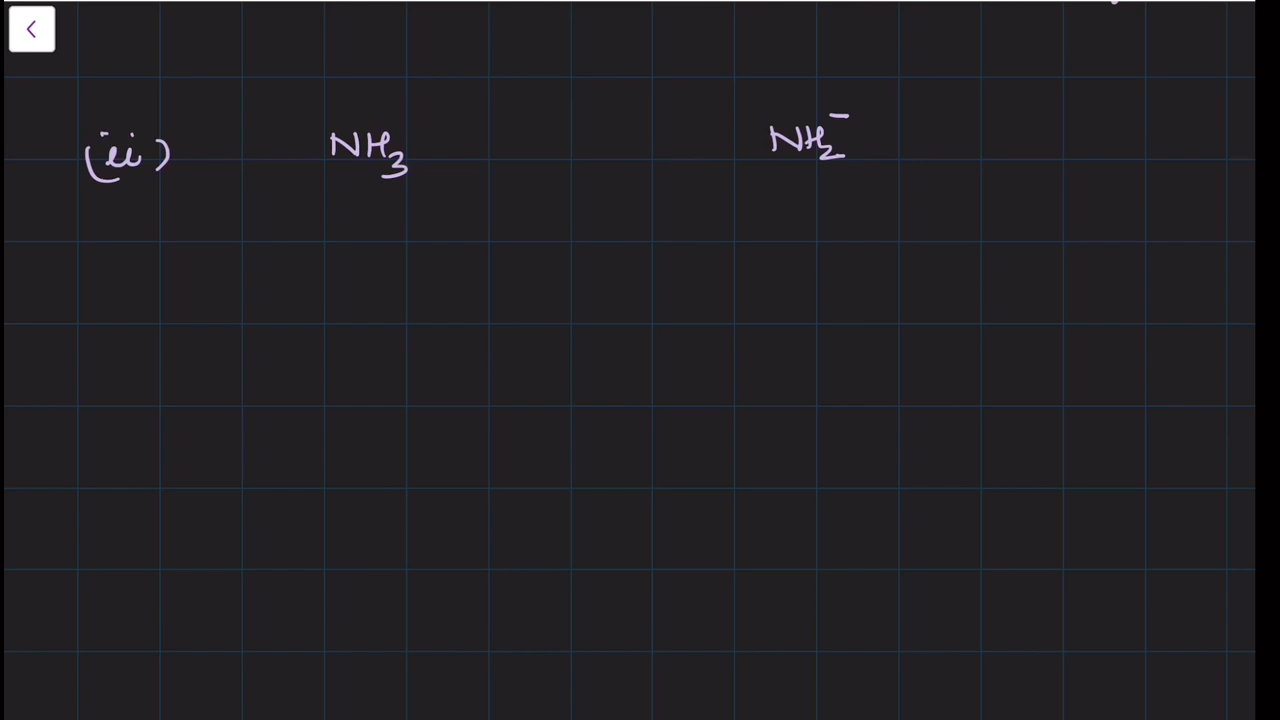 (ii) NH₃ NH₂⁻